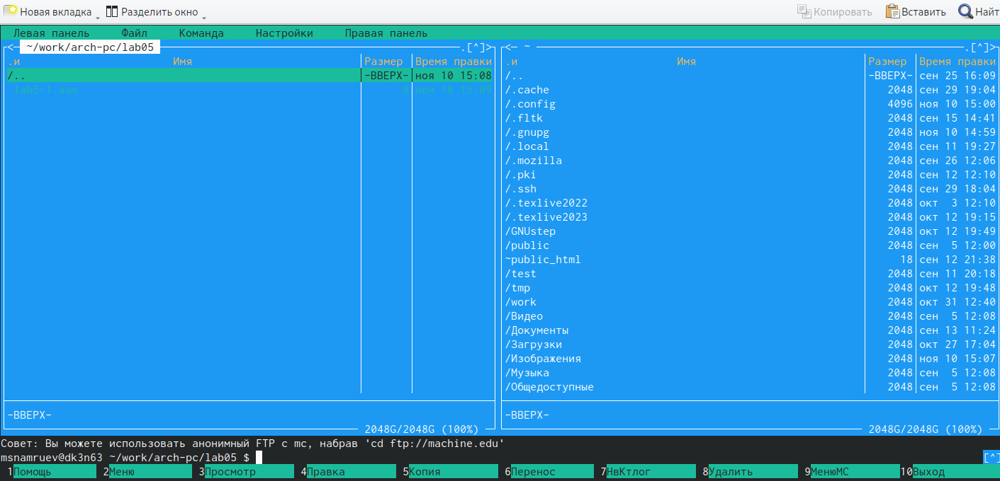 Новая вкладка Разделить окно Копировать Вставить Найт
Левая панель Файл Команда Настройки Правая панель
<─ ~/work/arch-pc/lab05 .[^]>
.и Имя Размер Время правки
/.. -ВВЕРХ- ноя 10 15:08
lab5-1.asm 0 ноя 10 15:09
-ВВЕРХ-
2048G/2048G (100%)
<─ ~ .[^]>
.и Имя Размер Время правки
/.. -ВВЕРХ- сен 25 16:09
/.cache 2048 сен 29 19:04
/.config 4096 ноя 10 15:00
/.fltk 2048 сен 15 14:41
/.gnupg 2048 ноя 10 14:59
/.local 2048 сен 11 19:27
/.mozilla 2048 сен 26 12:06
/.pki 2048 сен 12 12:10
/.ssh 2048 сен 29 18:04
/.texlive2022 2048 окт 3 12:10
/.texlive2023 2048 окт 12 19:15
/GNUstep 2048 окт 12 19:49
/public 2048 сен 5 12:00
~public_html 18 сен 12 21:38
/test 2048 сен 11 20:18
/tmp 2048 окт 12 19:48
/work 2048 окт 31 12:40
/Видео 2048 сен 5 12:08
/Документы 2048 сен 13 11:24
/Загрузки 2048 окт 27 17:04
/Изображения 2048 ноя 10 15:07
/Музыка 2048 сен 5 12:08
/Общедоступные 2048 сен 5 12:08
-ВВЕРХ-
2048G/2048G (100%)
Совет: Вы можете использовать анонимный FTP с mc, набрав 'cd ftp://machine.edu'
msnamruev@dk3n63 ~/work/arch-pc/lab05 $ [^]
1Помощь 2Меню 3Просмотр 4Правка 5Копия 6Перенос 7НвКтлог 8Удалить 9МенюМС 10Выход